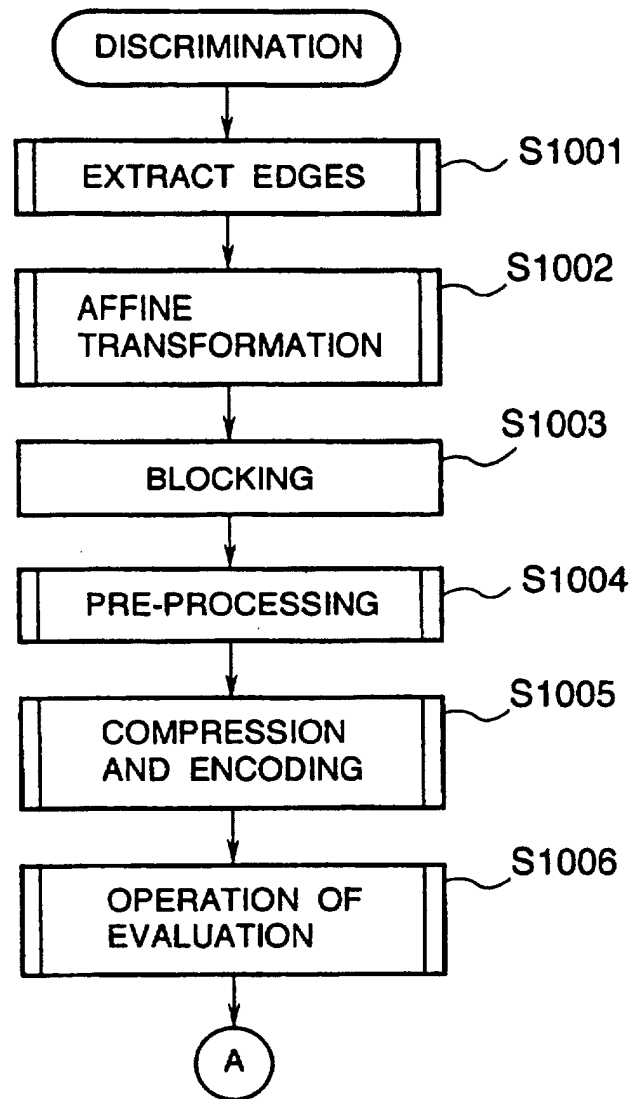 DISCRIMINATION
EXTRACT EDGES
S1001
AFFINE
TRANSFORMATION
S1002
BLOCKING
S1003
PRE-PROCESSING
S1004
COMPRESSION
AND ENCODING
S1005
OPERATION OF
EVALUATION
S1006
A